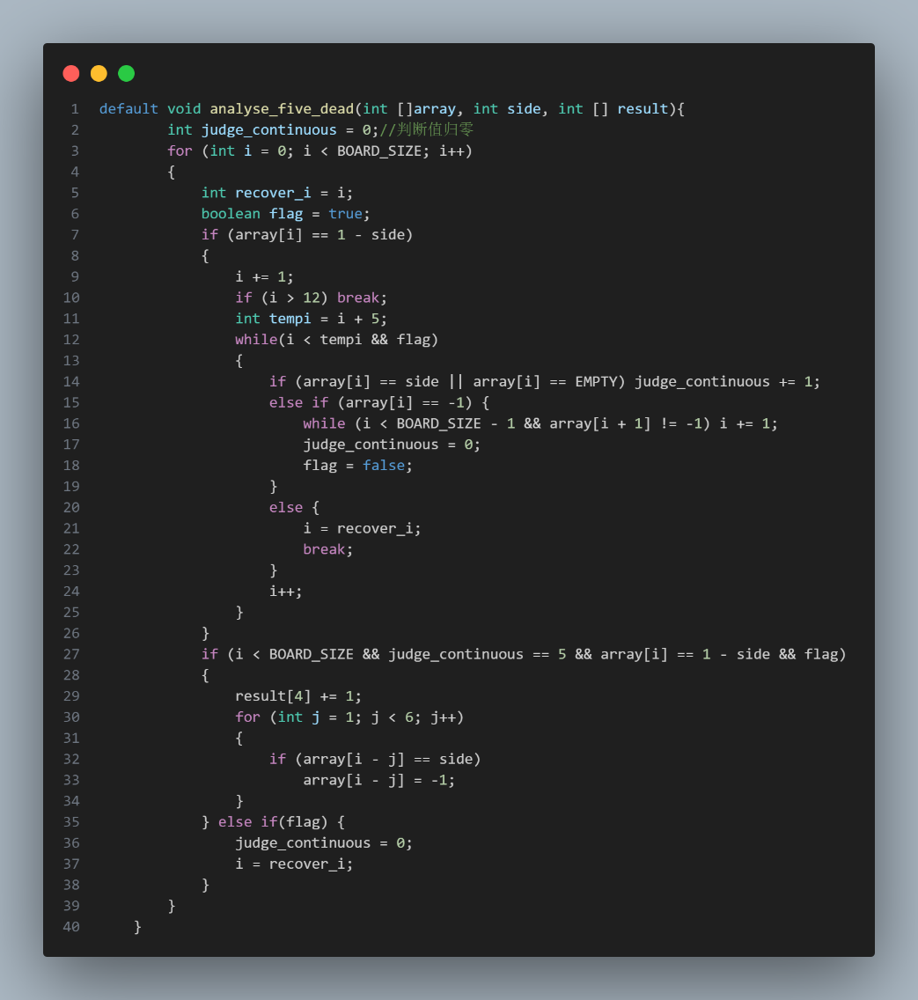 1 default void analyse_five_dead(int []array, int side, int [] result){
2         int judge_continuous = 0;//判断值归零
3         for (int i = 0; i < BOARD_SIZE; i++)
4         {
5             int recover_i = i;
6             boolean flag = true;
7             if (array[i] == 1 - side)
8             {
9                 i += 1;
10                 if (i > 12) break;
11                 int tempi = i + 5;
12                 while(i < tempi && flag)
13                 {
14                     if (array[i] == side || array[i] == EMPTY) judge_continuous += 1;
15                     else if (array[i] == -1) {
16                         while (i < BOARD_SIZE - 1 && array[i + 1] != -1) i += 1;
17                         judge_continuous = 0;
18                         flag = false;
19                     }
20                     else {
21                         i = recover_i;
22                         break;
23                     }
24                     i++;
25                 }
26             }
27             if (i < BOARD_SIZE && judge_continuous == 5 && array[i] == 1 - side && flag)
28             {
29                 result[4] += 1;
30                 for (int j = 1; j < 6; j++)
31                 {
32                     if (array[i - j] == side)
33                         array[i - j] = -1;
34                 }
35             } else if(flag) {
36                 judge_continuous = 0;
37                 i = recover_i;
38             }
39         }
40     }